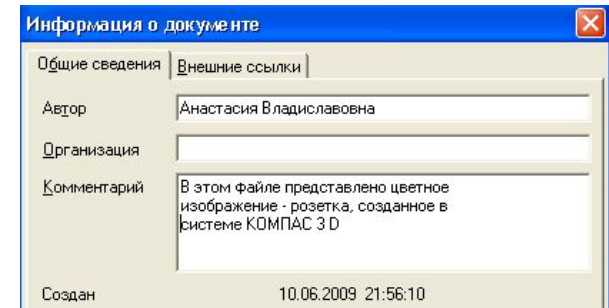 Информация о документе
Общие сведения Внешние ссылки
Автор Анастасия Владиславовна
Организация
Комментарий В этом файле представлено цветное
изображение - розетка, созданное в
системе КОМПАС 3 D
Создан 10.06.2009 21:56:10